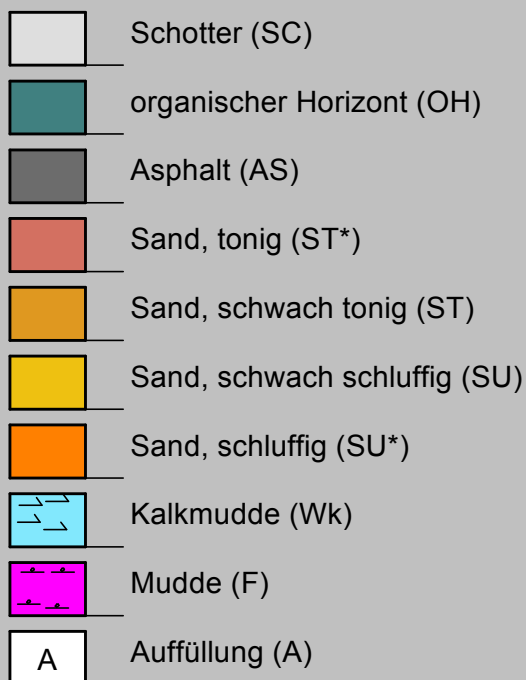 Schotter (SC)
organischer Horizont (OH)
Asphalt (AS)
Sand, tonig (ST*)
Sand, schwach tonig (ST)
Sand, schwach schluffig (SU)
Sand, schluffig (SU*)
Kalkmudde (Wk)
Mudde (F)
A Auffüllung (A)